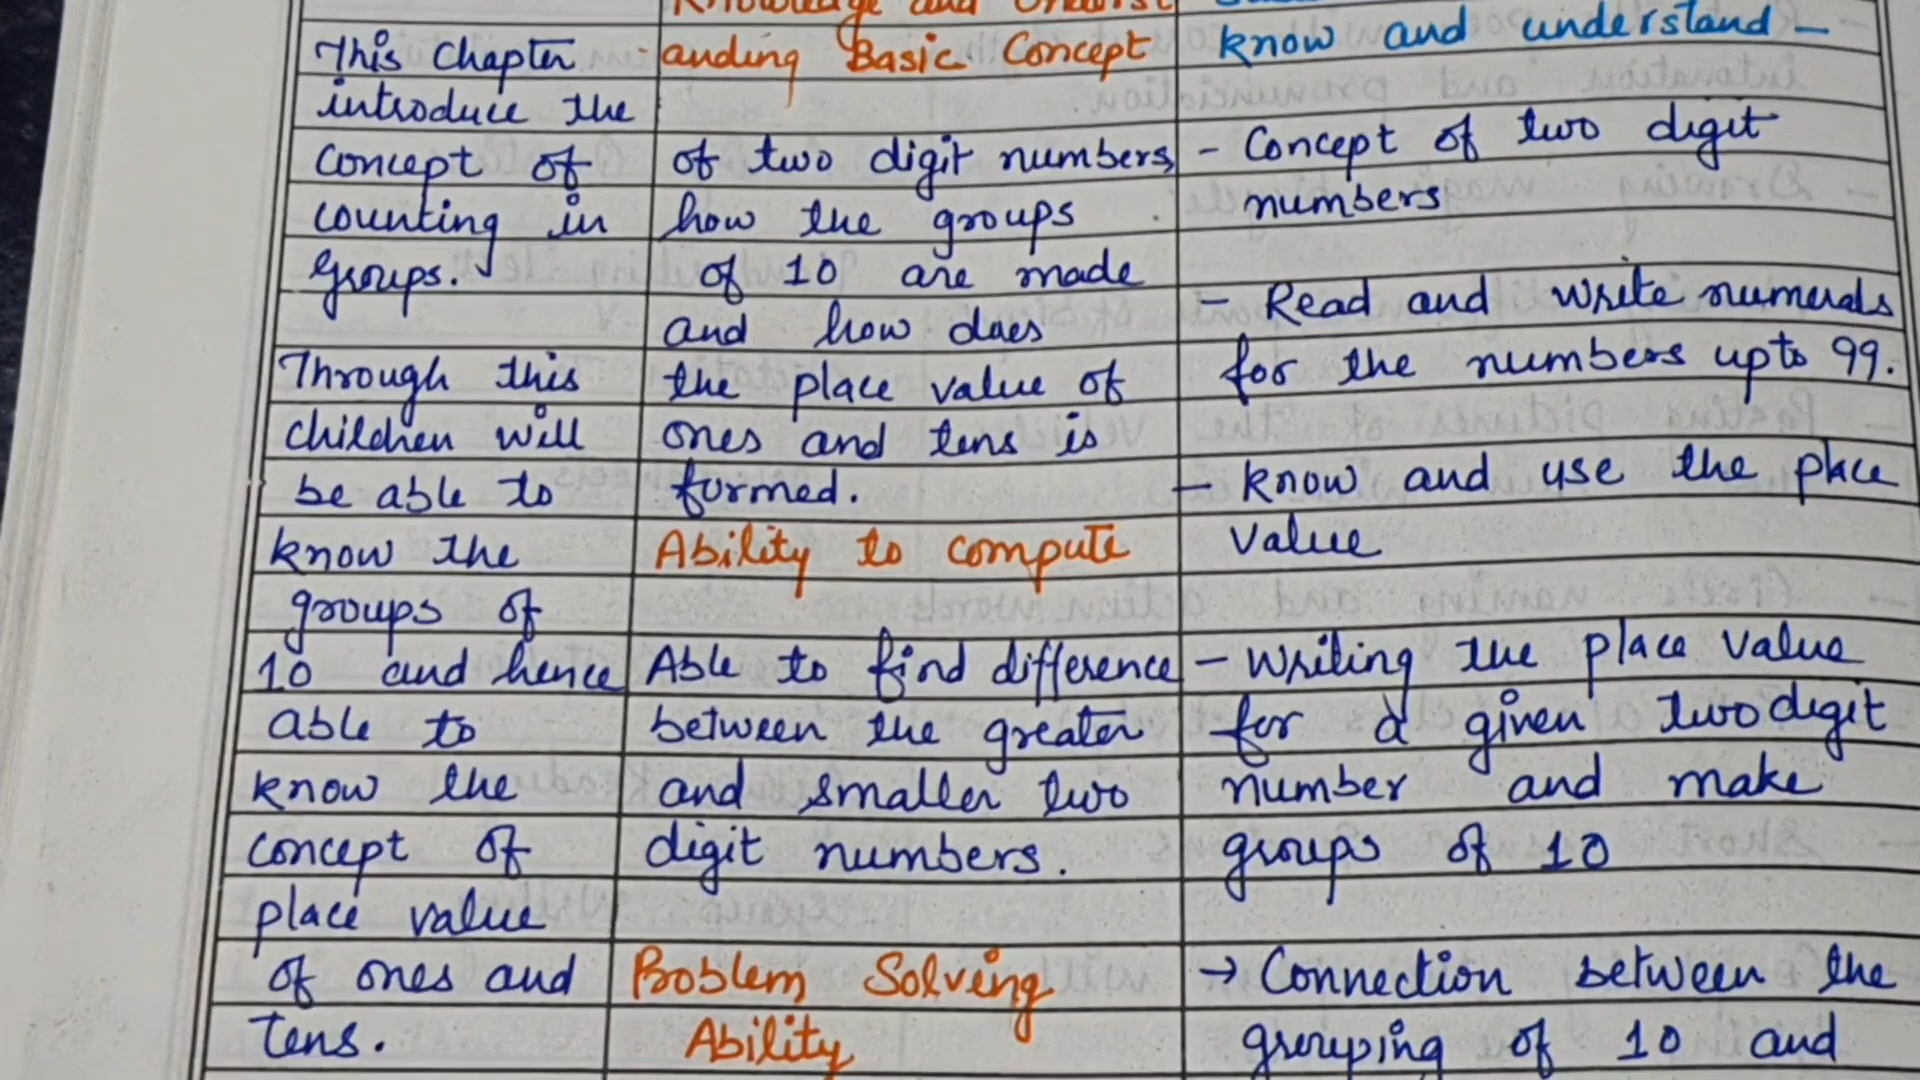 This Chapter
introduce the
concept of
counting in
groups.
Through this
children will
be able to
know the
groups of
10 and hence
able to
know the
concept of
place value
of ones and
tens.
Knowledge and Underst
anding Basic Concept
of two digit numbers,
how the groups
of 10 are made
and how does
the place value of
ones and tens is
formed.
Ability to compute
Able to find difference
between the greater
and smaller two
digit numbers.
Problem Solving
Ability
know and understand -
- Concept of two digit
numbers
- Read and write numerals
for the numbers upto 99.
- know and use the place
value
- Writing the place value
for a given two digit
number and make
groups of 10
→ Connection between the
grouping of 10 and